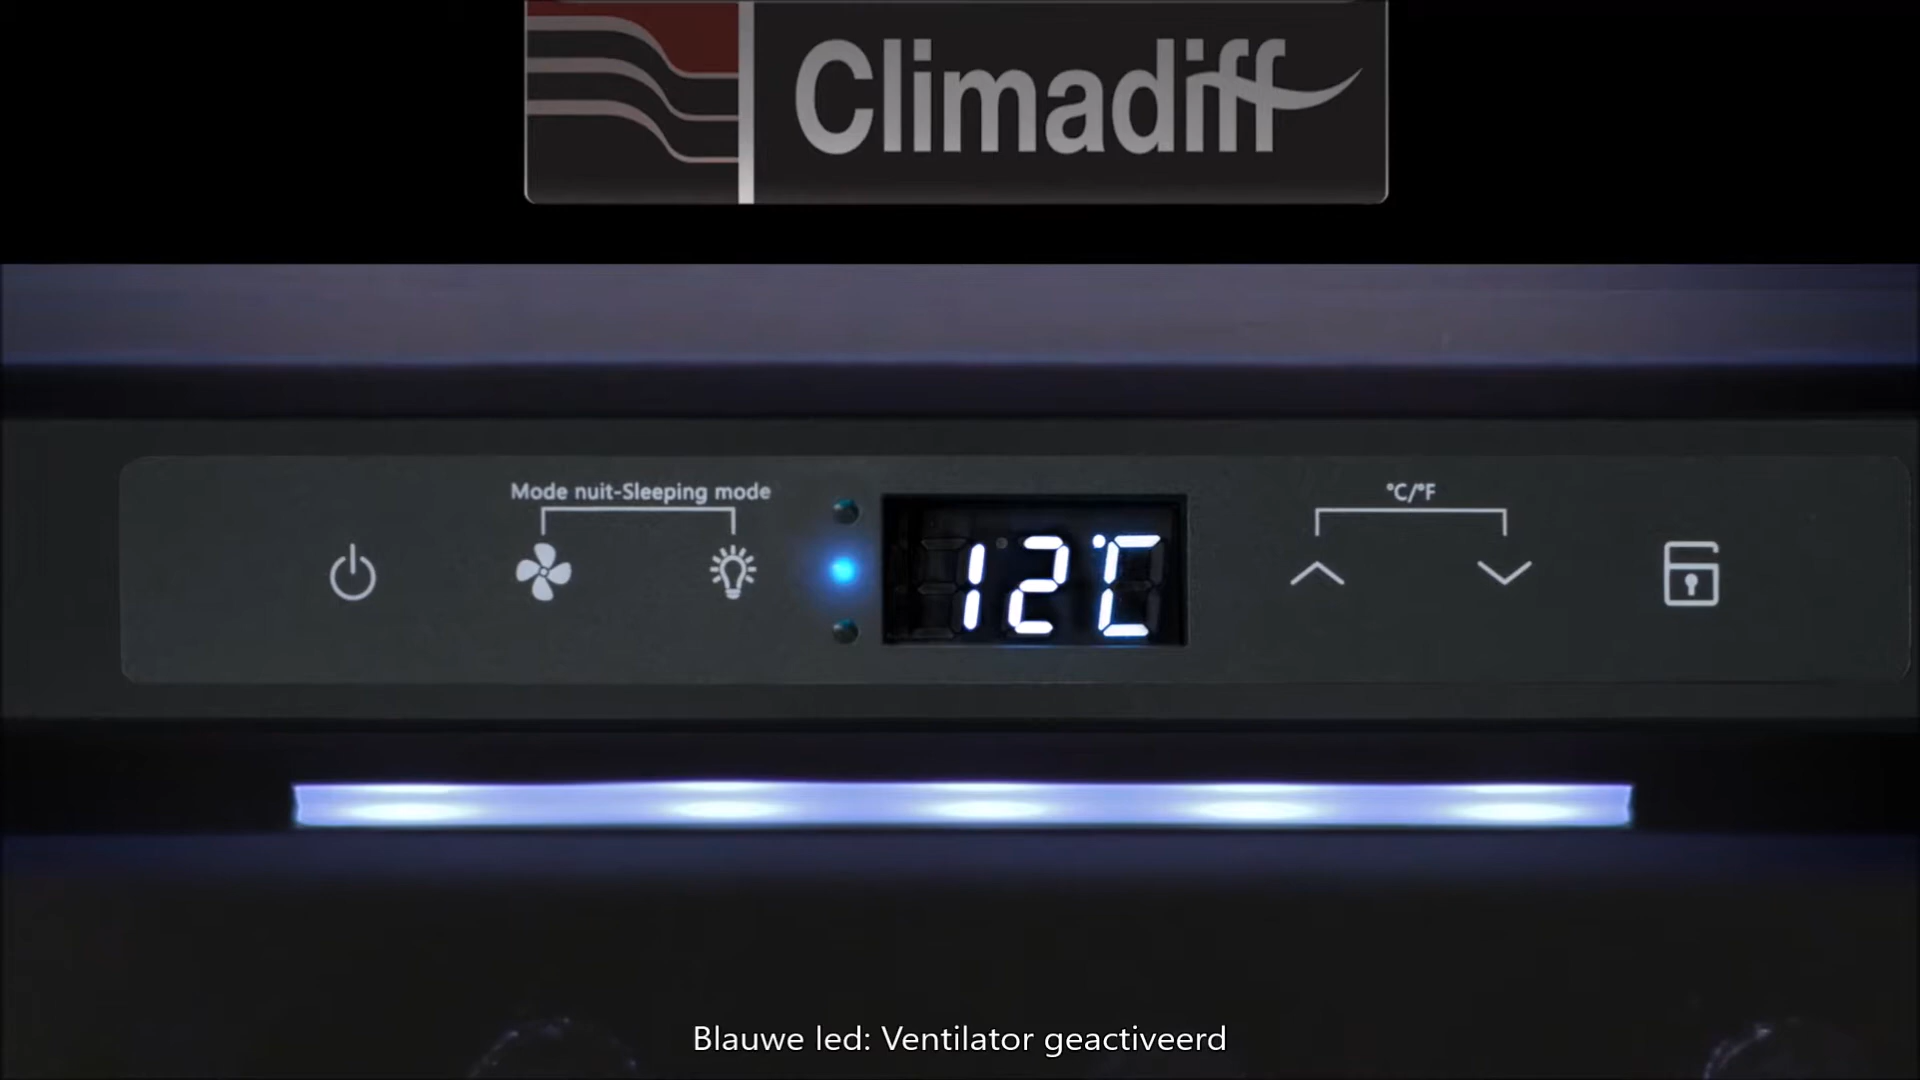 Climadiff
Mode nuit-Sleeping mode
°C/°F
12°C
Blauwe led: Ventilator geactiveerd